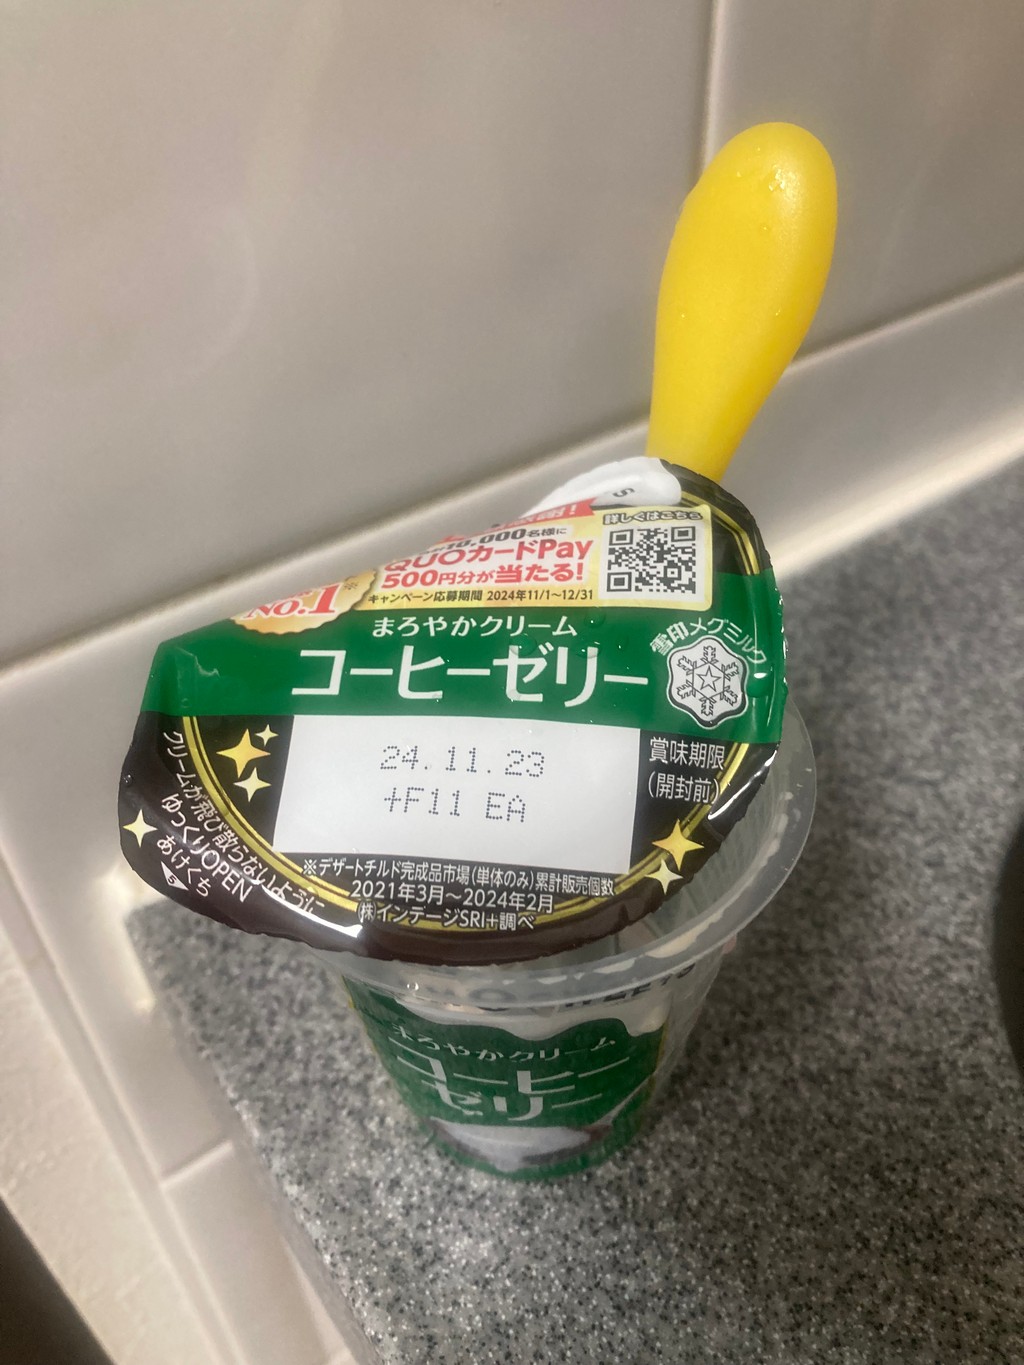 S
10,000名様に
QUOカードPay
500円分が当たる!
キャンペーン応募期間 2024年11/1~12/31
詳しくはこちら
No.1
まろやかクリーム
コーヒーゼリー
雪印メグミルク
24.11.23
+F11 EA
賞味期限
(開封前)
クリームが飛び散らないように
ゆっくりOPEN
あけくち
S
※デザートチルド完成品市場(単体のみ)累計販売個数
2021年3月~2024年2月
(株)インテージSRI+調べ
まろやかクリーム
コーヒー
ゼリー